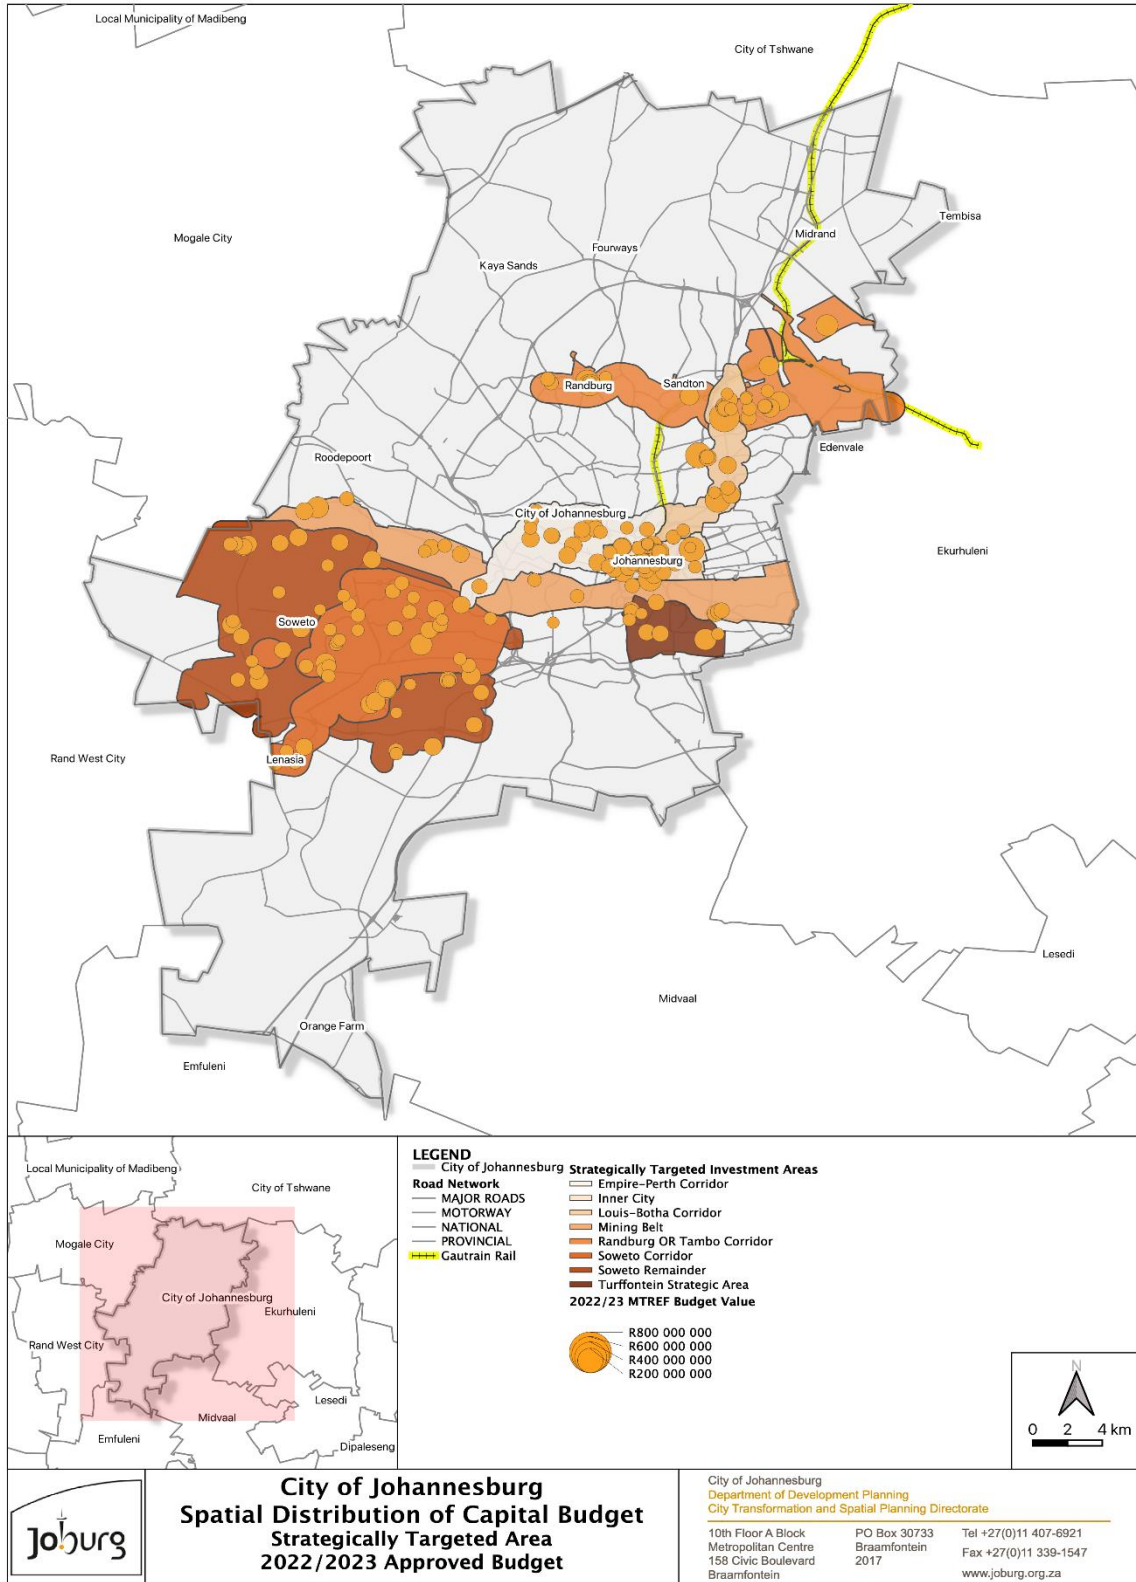 Local Municipality of Madibeng
City of Tshwane
Tembisa
Mogale City
Midrand
Fourways
Kaya Sands
Randburg
Sandton
Edenvale
Roodepoort
City of Johannesburg
Ekurhuleni
Johannesburg
Soweto
Rand West City
Lenasia
Lesedi
Midvaal
Orange Farm
Emfuleni
Local Municipality of Madibeng
City of Tshwane
Mogale City
City of Johannesburg
Ekurhuleni
Rand West City
Lesedi
Midvaal
Emfuleni
Dipaleseng
LEGEND
City of Johannesburg
Road Network
MAJOR ROADS
MOTORWAY
NATIONAL
PROVINCIAL
Gautrain Rail
Strategically Targeted Investment Areas
Empire-Perth Corridor
Inner City
Louis-Botha Corridor
Mining Belt
Randburg OR Tambo Corridor
Soweto Corridor
Soweto Remainder
Turffontein Strategic Area
2022/23 MTREF Budget Value
R800 000 000
R600 000 000
R400 000 000
R200 000 000
N
0 2 4 km
Joburg
City of Johannesburg
Spatial Distribution of Capital Budget
Strategically Targeted Area
2022/2023 Approved Budget
City of Johannesburg
Department of Development Planning
City Transformation and Spatial Planning Directorate
10th Floor A Block
Metropolitan Centre
158 Civic Boulevard
Braamfontein
PO Box 30733
Braamfontein
2017
Tel +27(0)11 407-6921
Fax +27(0)11 339-1547
www.joburg.org.za